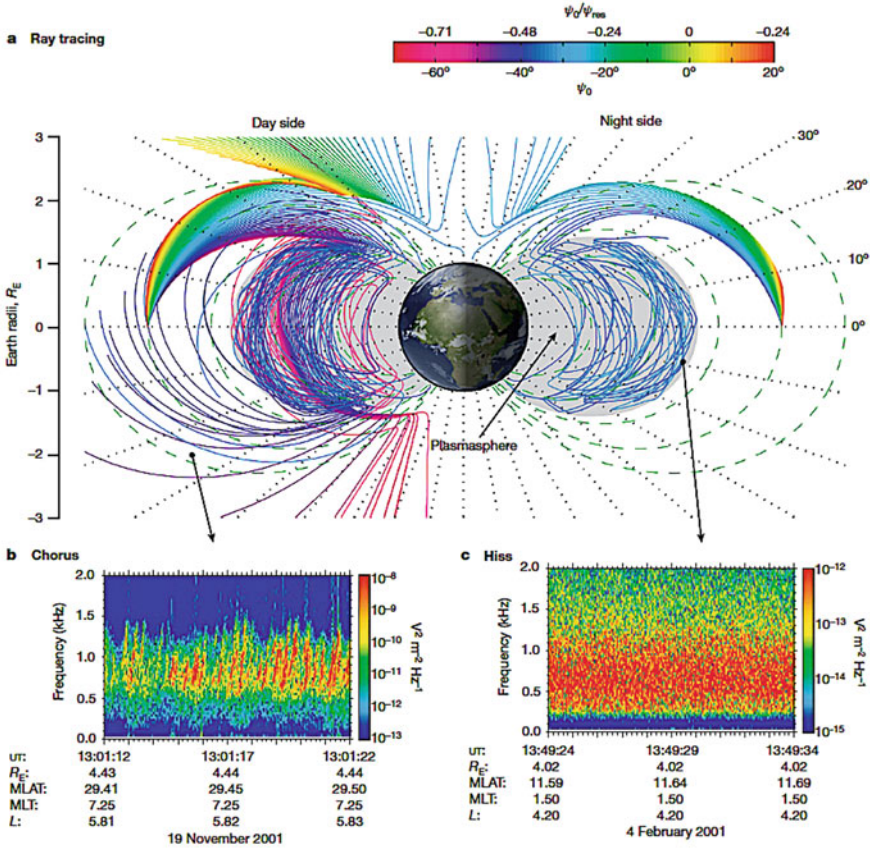 ψ₀/ψres
a Ray tracing
−0.71 −0.48 −0.24 0 −0.24
−60° −40° −20° 0° 20°
ψ₀
Day side Night side
3 2 1 0 −1 −2 −3
Earth radii, RE
30°
20°
10°
0°
Plasmasphere
b Chorus
2.0 1.5 1.0 0.5 0.0
Frequency (kHz)
10⁻⁸ 10⁻⁹ 10⁻¹⁰ 10⁻¹¹ 10⁻¹² 10⁻¹³
V² m⁻² Hz⁻¹
UT: 13:01:12 13:01:17 13:01:22
RE: 4.43 4.44 4.44
MLAT: 29.41 29.45 29.50
MLT: 7.25 7.25 7.25
L: 5.81 5.82 5.83
19 November 2001
c Hiss
2.0 1.5 1.0 0.5 0.0
Frequency (kHz)
10⁻¹² 10⁻¹³ 10⁻¹⁴ 10⁻¹⁵
V² m⁻² Hz⁻¹
UT: 13:49:24 13:49:29 13:49:34
RE: 4.02 4.02 4.02
MLAT: 11.59 11.64 11.69
MLT: 1.50 1.50 1.50
L: 4.20 4.20 4.20
4 February 2001